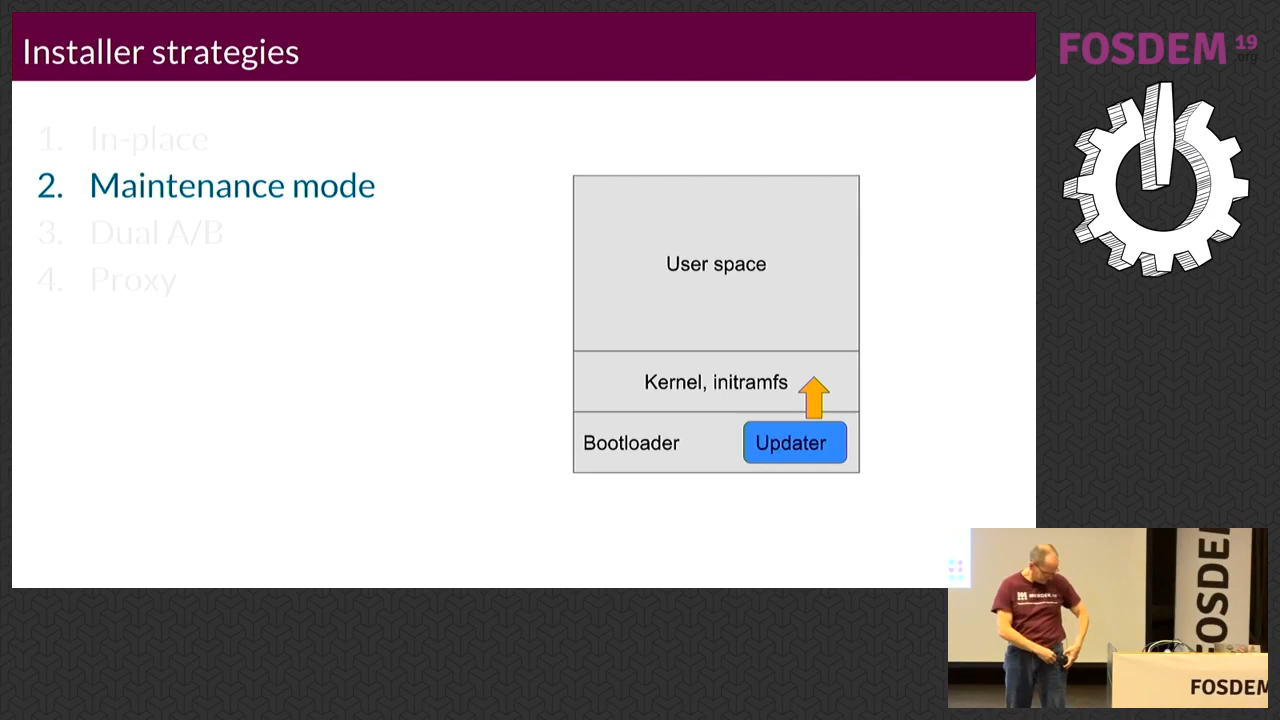 Installer strategies
1. In-place
2. Maintenance mode
3. Dual A/B
4. Proxy
User space
Kernel, initramfs
Bootloader
Updater
FOSDEM 19
.org
FOSDEM